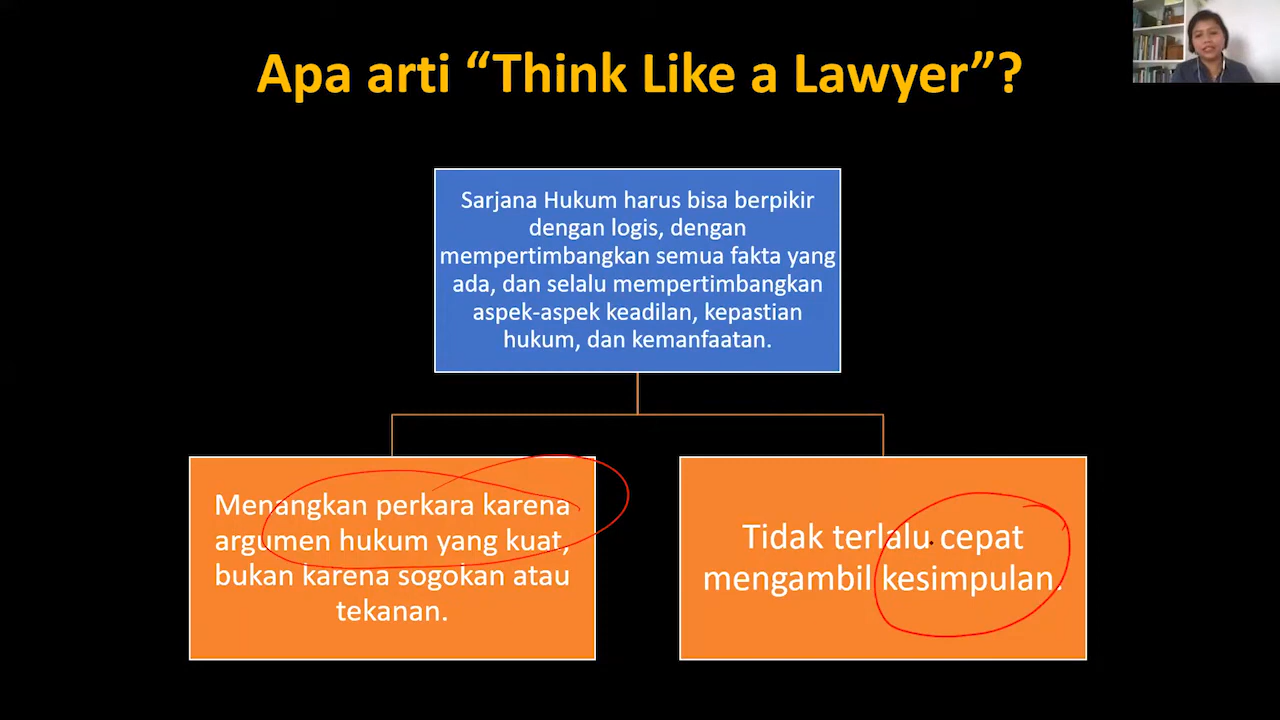 Apa arti “Think Like a Lawyer”?
Sarjana Hukum harus bisa berpikir
dengan logis, dengan
mempertimbangkan semua fakta yang
ada, dan selalu mempertimbangkan
aspek-aspek keadilan, kepastian
hukum, dan kemanfaatan.
Menangkan perkara karena
argumen hukum yang kuat,
bukan karena sogokan atau
tekanan.
Tidak terlalu cepat
mengambil kesimpulan.